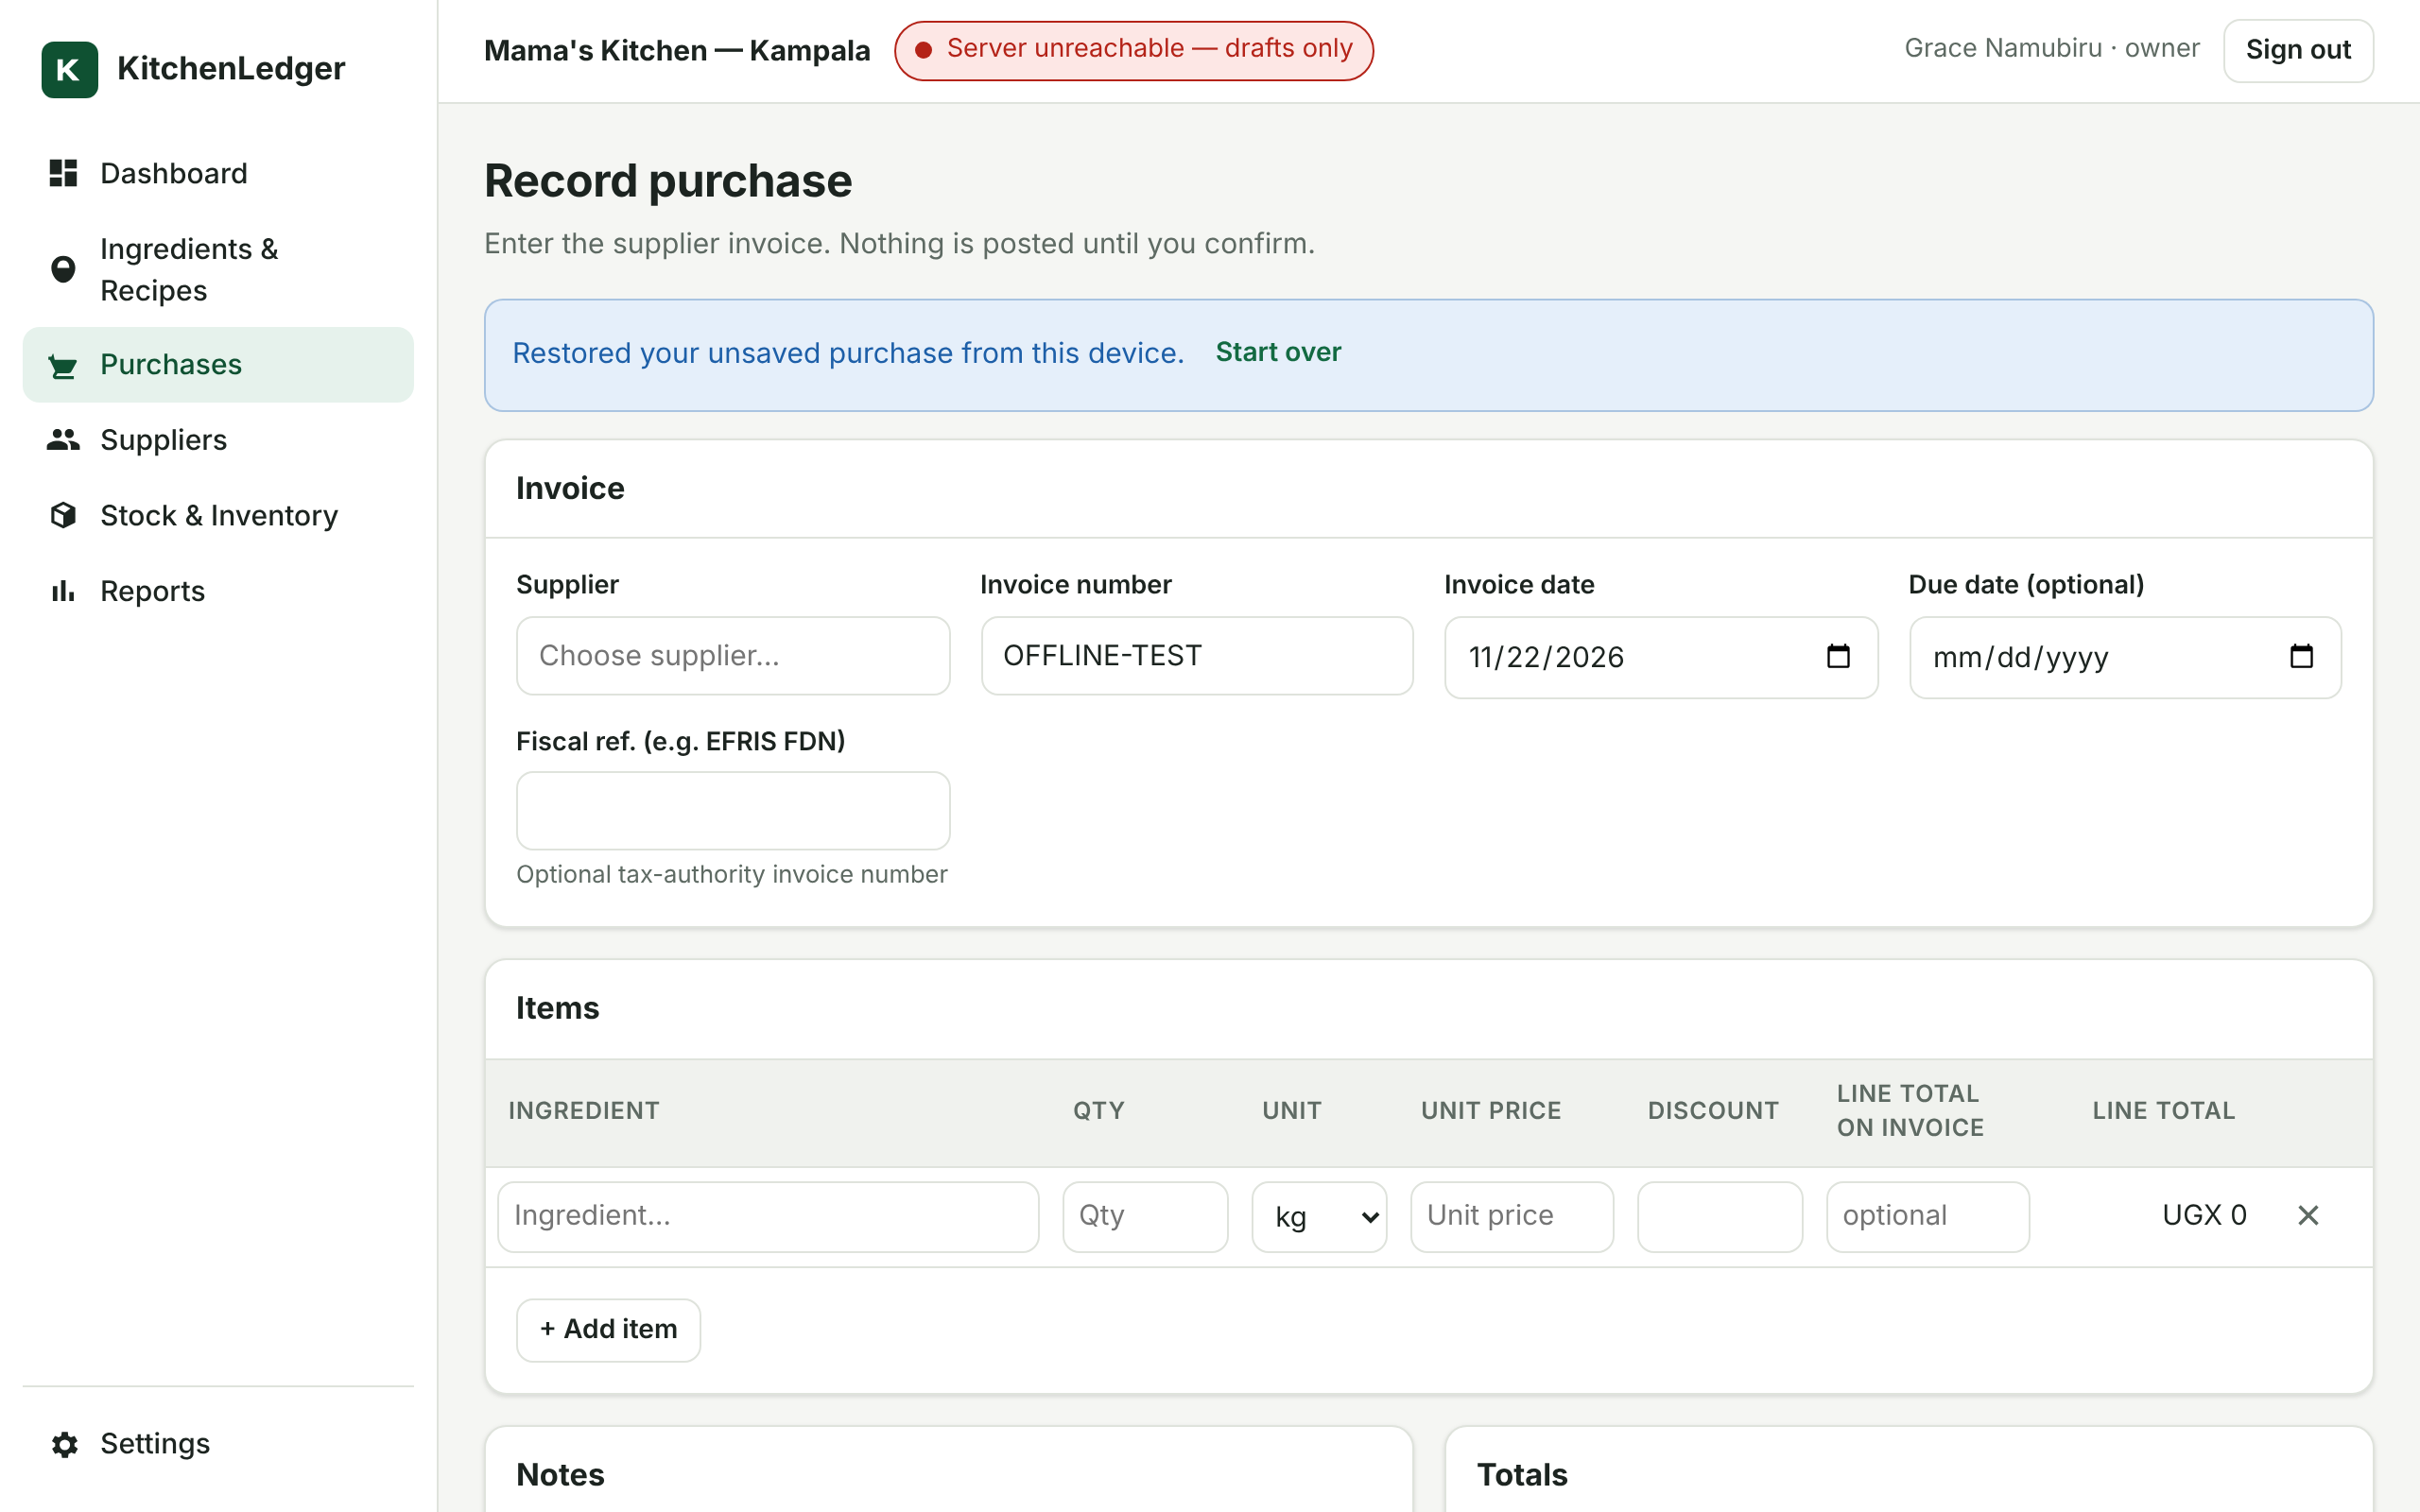 K KitchenLedger
Mama's Kitchen — Kampala
Server unreachable — drafts only
Grace Namubiru · owner
Sign out
Dashboard
Ingredients &
Recipes
Purchases
Suppliers
Stock & Inventory
Reports
Settings
Record purchase
Enter the supplier invoice. Nothing is posted until you confirm.
Restored your unsaved purchase from this device. Start over
Invoice
Supplier
Choose supplier...
Invoice number
OFFLINE-TEST
Invoice date
11/22/2026
Due date (optional)
mm/dd/yyyy
Fiscal ref. (e.g. EFRIS FDN)
Optional tax-authority invoice number
Items
INGREDIENT QTY UNIT UNIT PRICE DISCOUNT LINE TOTAL ON INVOICE LINE TOTAL
Ingredient... Qty kg Unit price optional UGX 0 ✕
+ Add item
Notes
Totals